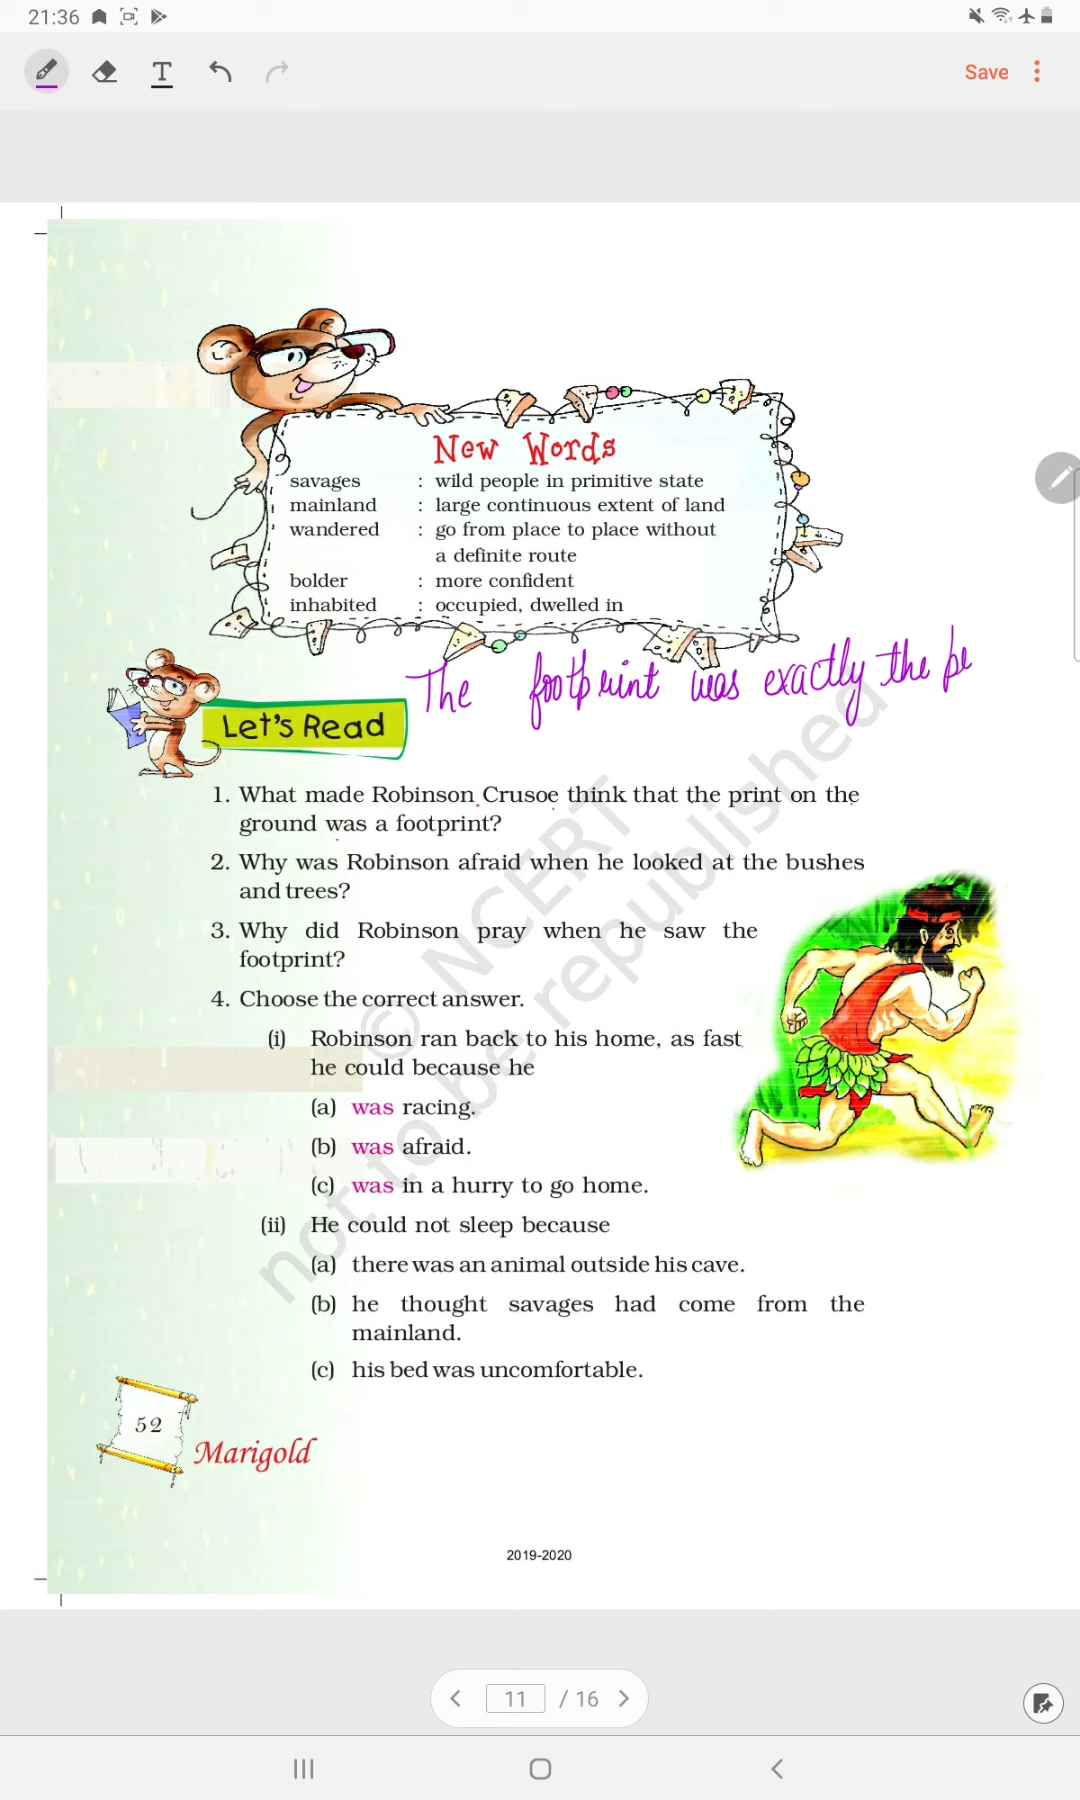 21:36
Save
New Words
savages : wild people in primitive state
mainland : large continuous extent of land
wandered : go from place to place without
a definite route
bolder : more confident
inhabited : occupied, dwelled in
The footprint was exactly the
Let's Read
1. What made Robinson Crusoe think that the print on the
ground was a footprint?
2. Why was Robinson afraid when he looked at the bushes
and trees?
3. Why did Robinson pray when he saw the
footprint?
4. Choose the correct answer.
(i) Robinson ran back to his home, as fast
he could because he
(a) was racing.
(b) was afraid.
(c) was in a hurry to go home.
(ii) He could not sleep because
(a) there was an animal outside his cave.
(b) he thought savages had come from the
mainland.
(c) his bed was uncomfortable.
© NCERT
not to be republished
52
Marigold
2019-2020
11 / 16